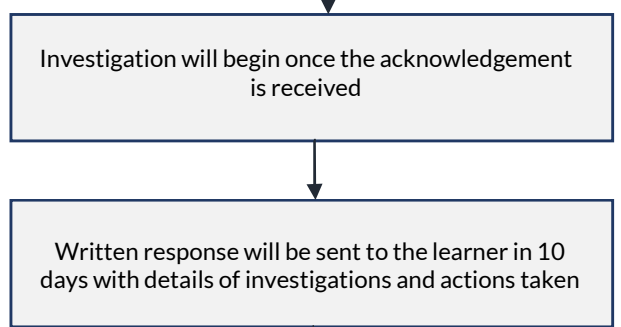 Investigation will begin once the acknowledgement
is received
Written response will be sent to the learner in 10
days with details of investigations and actions taken